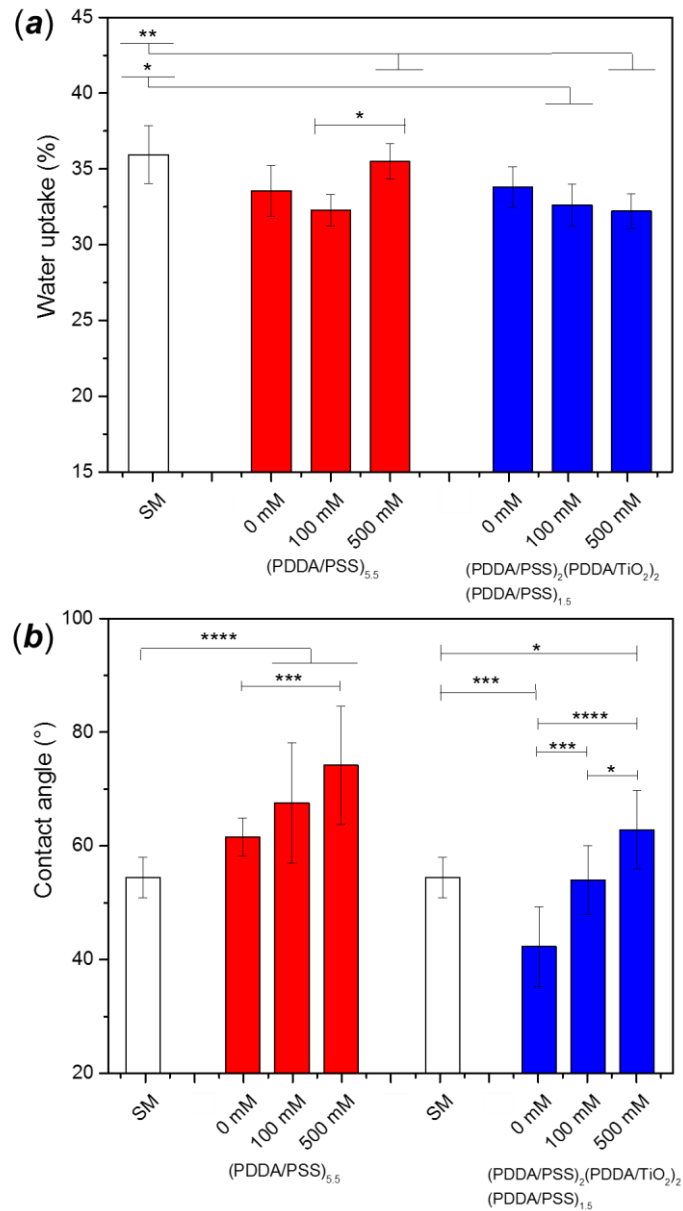 (a)
45
40
35
30
25
20
15
Water uptake (%)
**
*
*
SM
0 mM
100 mM
500 mM
0 mM
100 mM
500 mM
(PDDA/PSS)5.5
(PDDA/PSS)2(PDDA/TiO2)2
(PDDA/PSS)1.5
(b)
100
80
60
40
20
Contact angle (°)
****
***
*
***
****
***
*
SM
0 mM
100 mM
500 mM
SM
0 mM
100 mM
500 mM
(PDDA/PSS)5.5
(PDDA/PSS)2(PDDA/TiO2)2
(PDDA/PSS)1.5